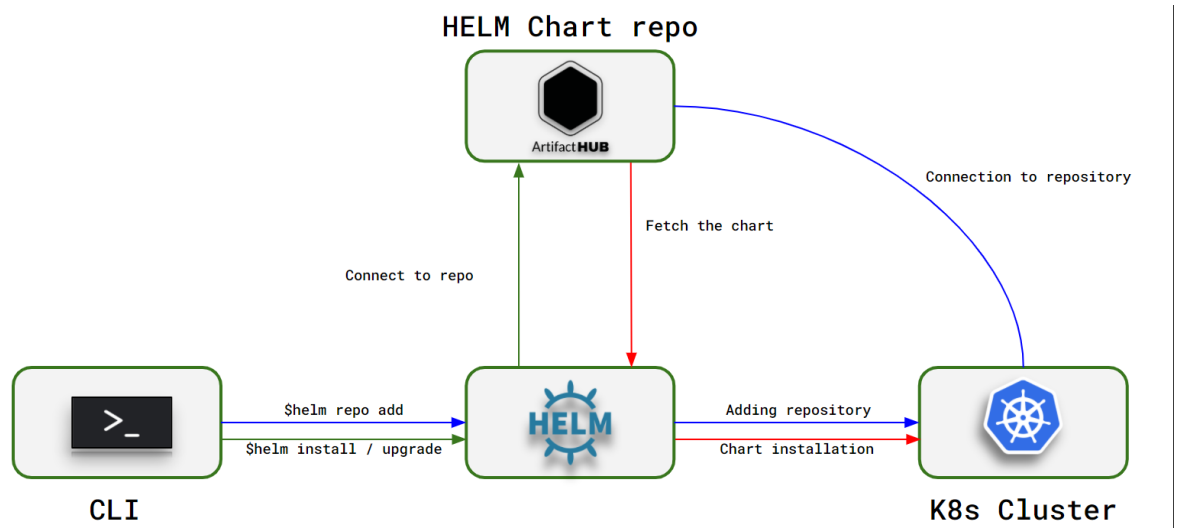 HELM Chart repo
ArtifactHUB
Connection to repository
Fetch the chart
Connect to repo
>_
$helm repo add
$helm install / upgrade
HELM
Adding repository
Chart installation
CLI
K8s Cluster